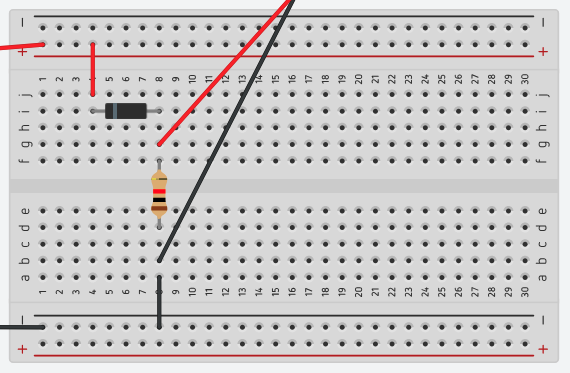 − −
+ +
1 2 3 4 5 6 7 8 9 10 11 12 13 14 15 16 17 18 19 20 21 22 23 24 25 26 27 28 29 30
j j
i i
h h
g g
f f
e e
d d
c c
b b
a a
1 2 3 4 5 6 7 8 9 10 11 12 13 14 15 16 17 18 19 20 21 22 23 24 25 26 27 28 29 30
− −
+ +